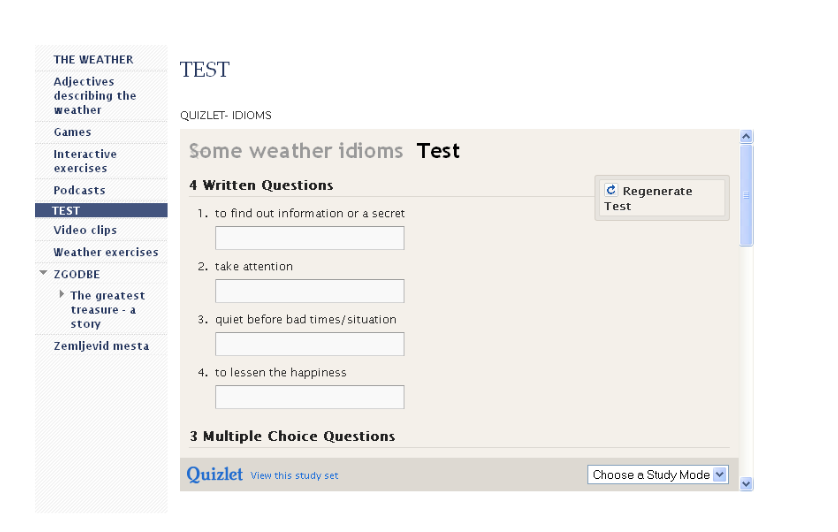 THE WEATHER
Adjectives
describing the
weather
Games
Interactive
exercises
Podcasts
TEST
Video clips
Weather exercises
ZGODBE
The greatest
treasure - a
story
Zemljevid mesta
TEST
QUIZLET- IDIOMS
Some weather idioms Test
4 Written Questions
Regenerate
Test
1. to find out information or a secret
2. take attention
3. quiet before bad times/situation
4. to lessen the happiness
3 Multiple Choice Questions
Quizlet View this study set
Choose a Study Mode